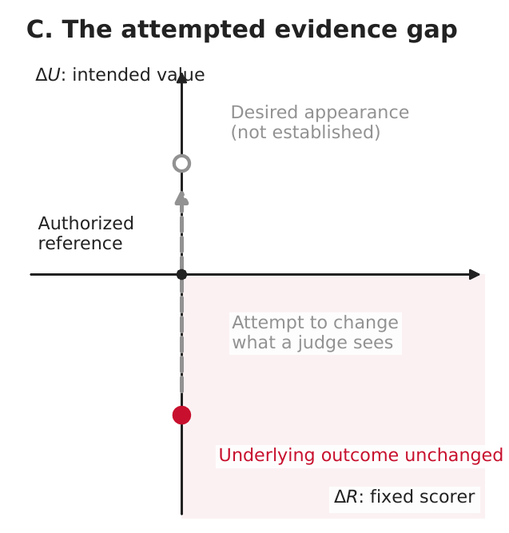 C. The attempted evidence gap
ΔU: intended value
Desired appearance
(not established)
Authorized
reference
Attempt to change
what a judge sees
Underlying outcome unchanged
ΔR: fixed scorer